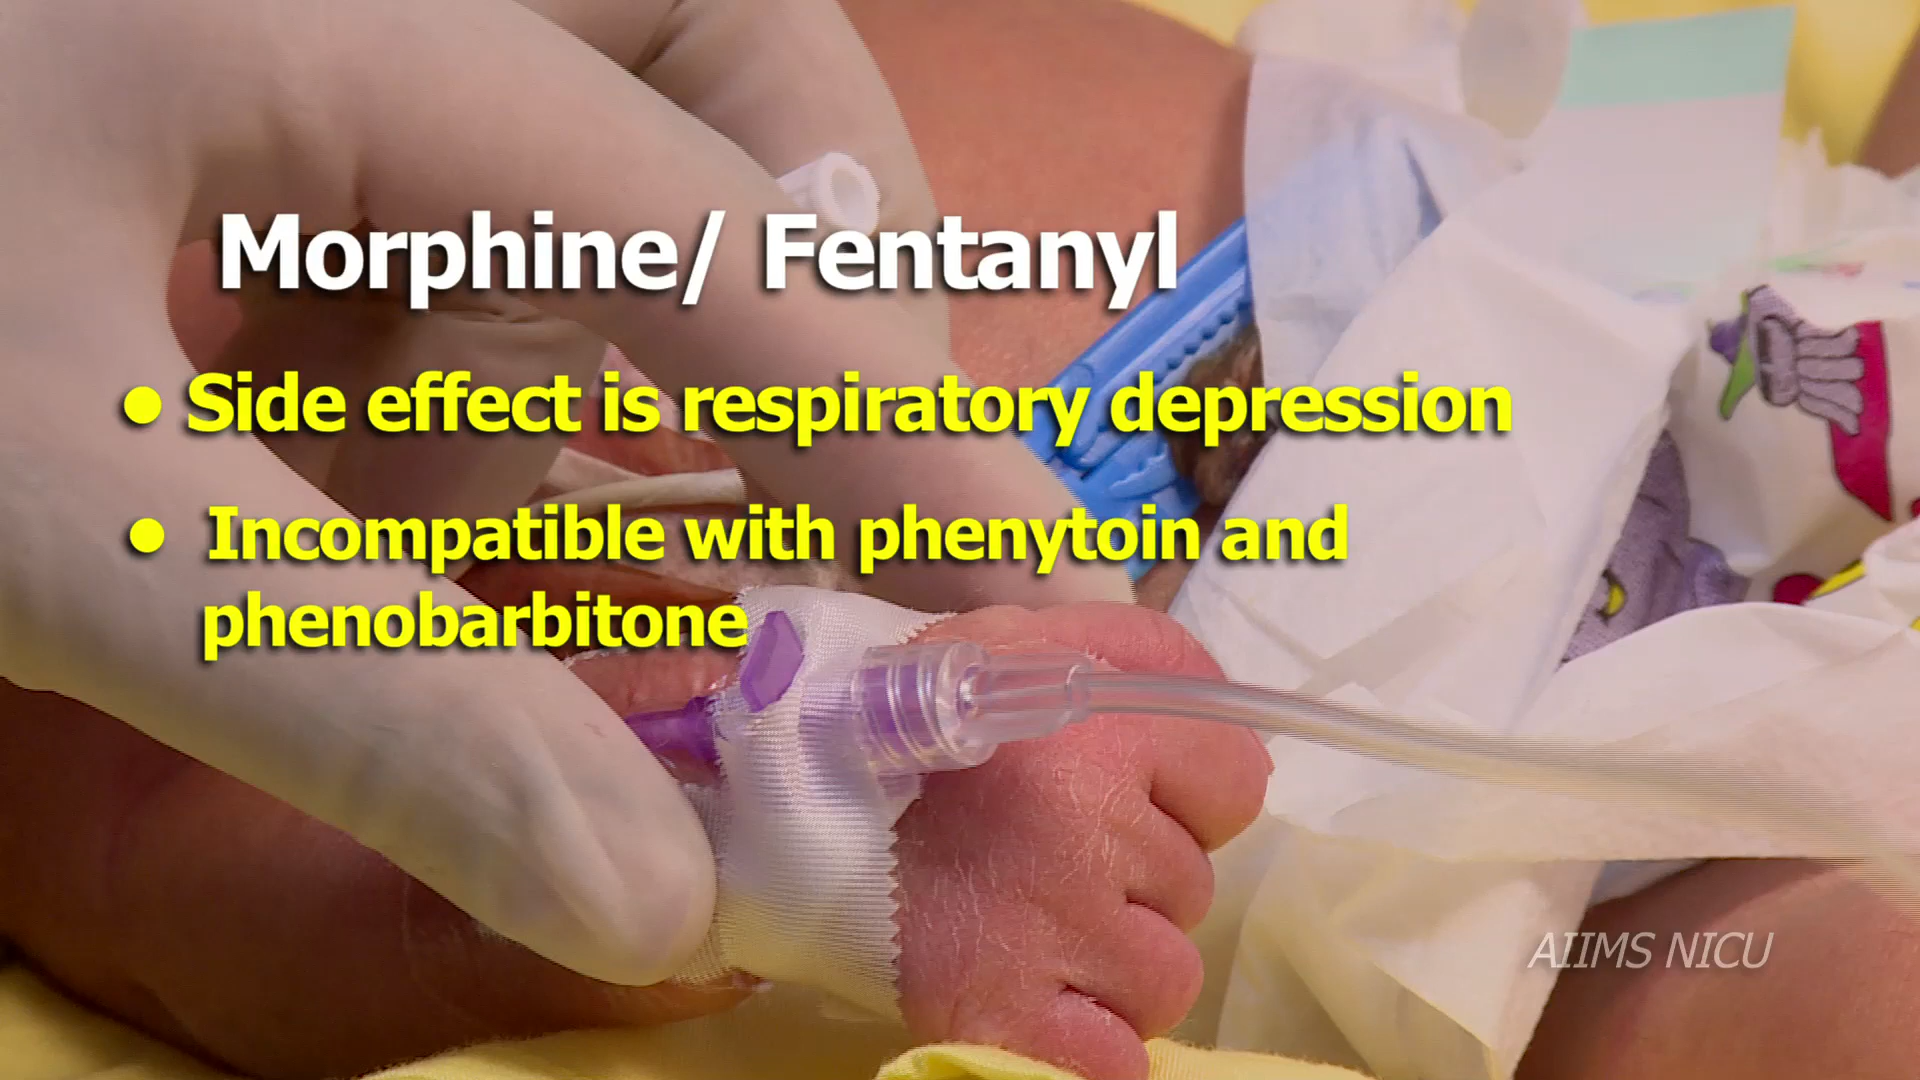 Morphine/ Fentanyl
• Side effect is respiratory depression
• Incompatible with phenytoin and
phenobarbitone
AIIMS NICU